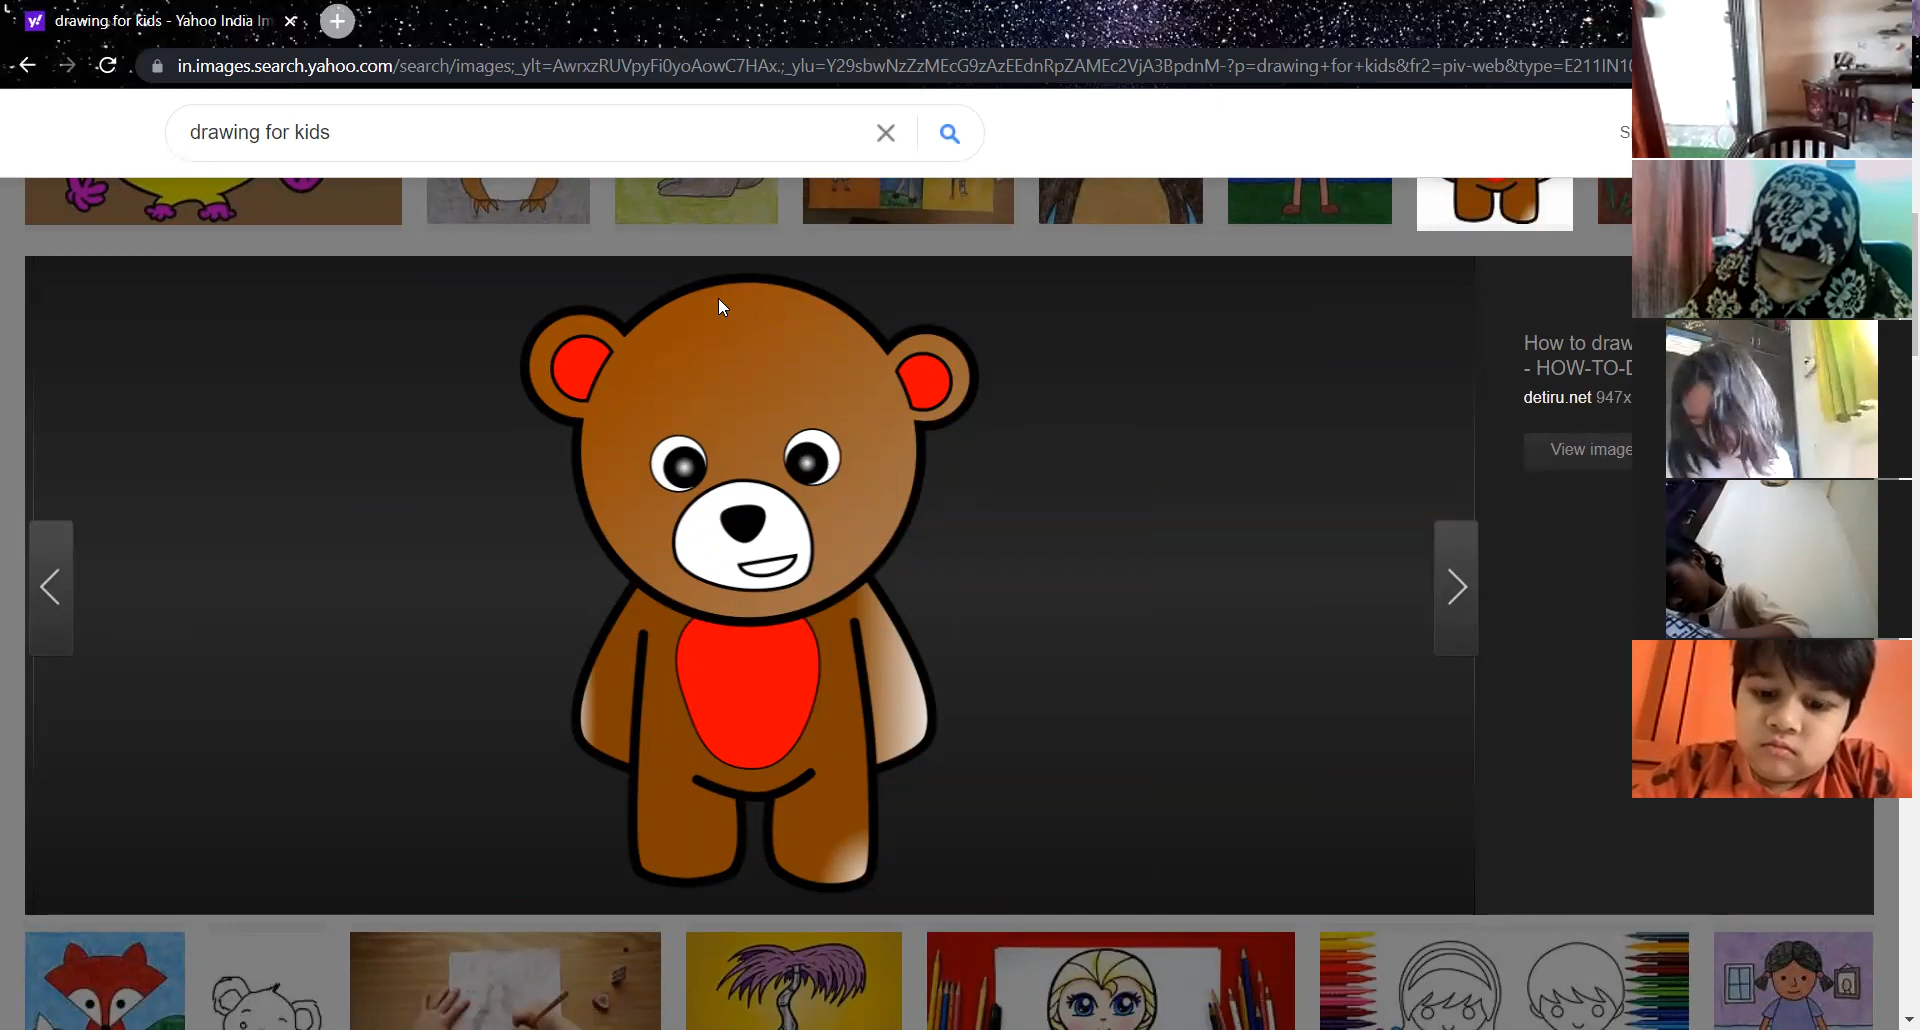 drawing for kids - Yahoo India Im
in.images.search.yahoo.com/search/images;_ylt=AwrxzRUVpyFi0yoAowC7HAx.;_ylu=Y29sbwNzZzMEcG9zAzEEdnRpZAMEc2VjA3BpdnM-?p=drawing+for+kids&fr2=piv-web&type=E211IN10
drawing for kids
S
How to draw
- HOW-TO-D
detiru.net 947x
View image